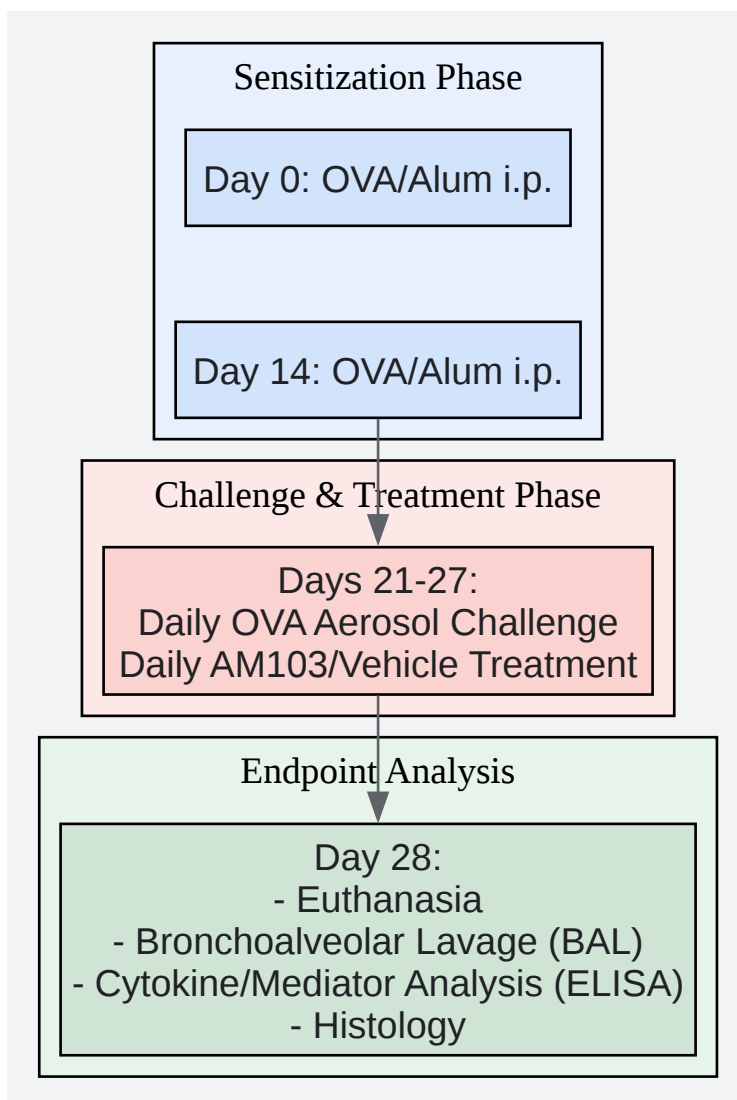 Sensitization Phase
Day 0: OVA/Alum i.p.
Day 14: OVA/Alum i.p.
Challenge & Treatment Phase
Days 21-27:
Daily OVA Aerosol Challenge
Daily AM103/Vehicle Treatment
Endpoint Analysis
Day 28:
- Euthanasia
- Bronchoalveolar Lavage (BAL)
- Cytokine/Mediator Analysis (ELISA)
- Histology